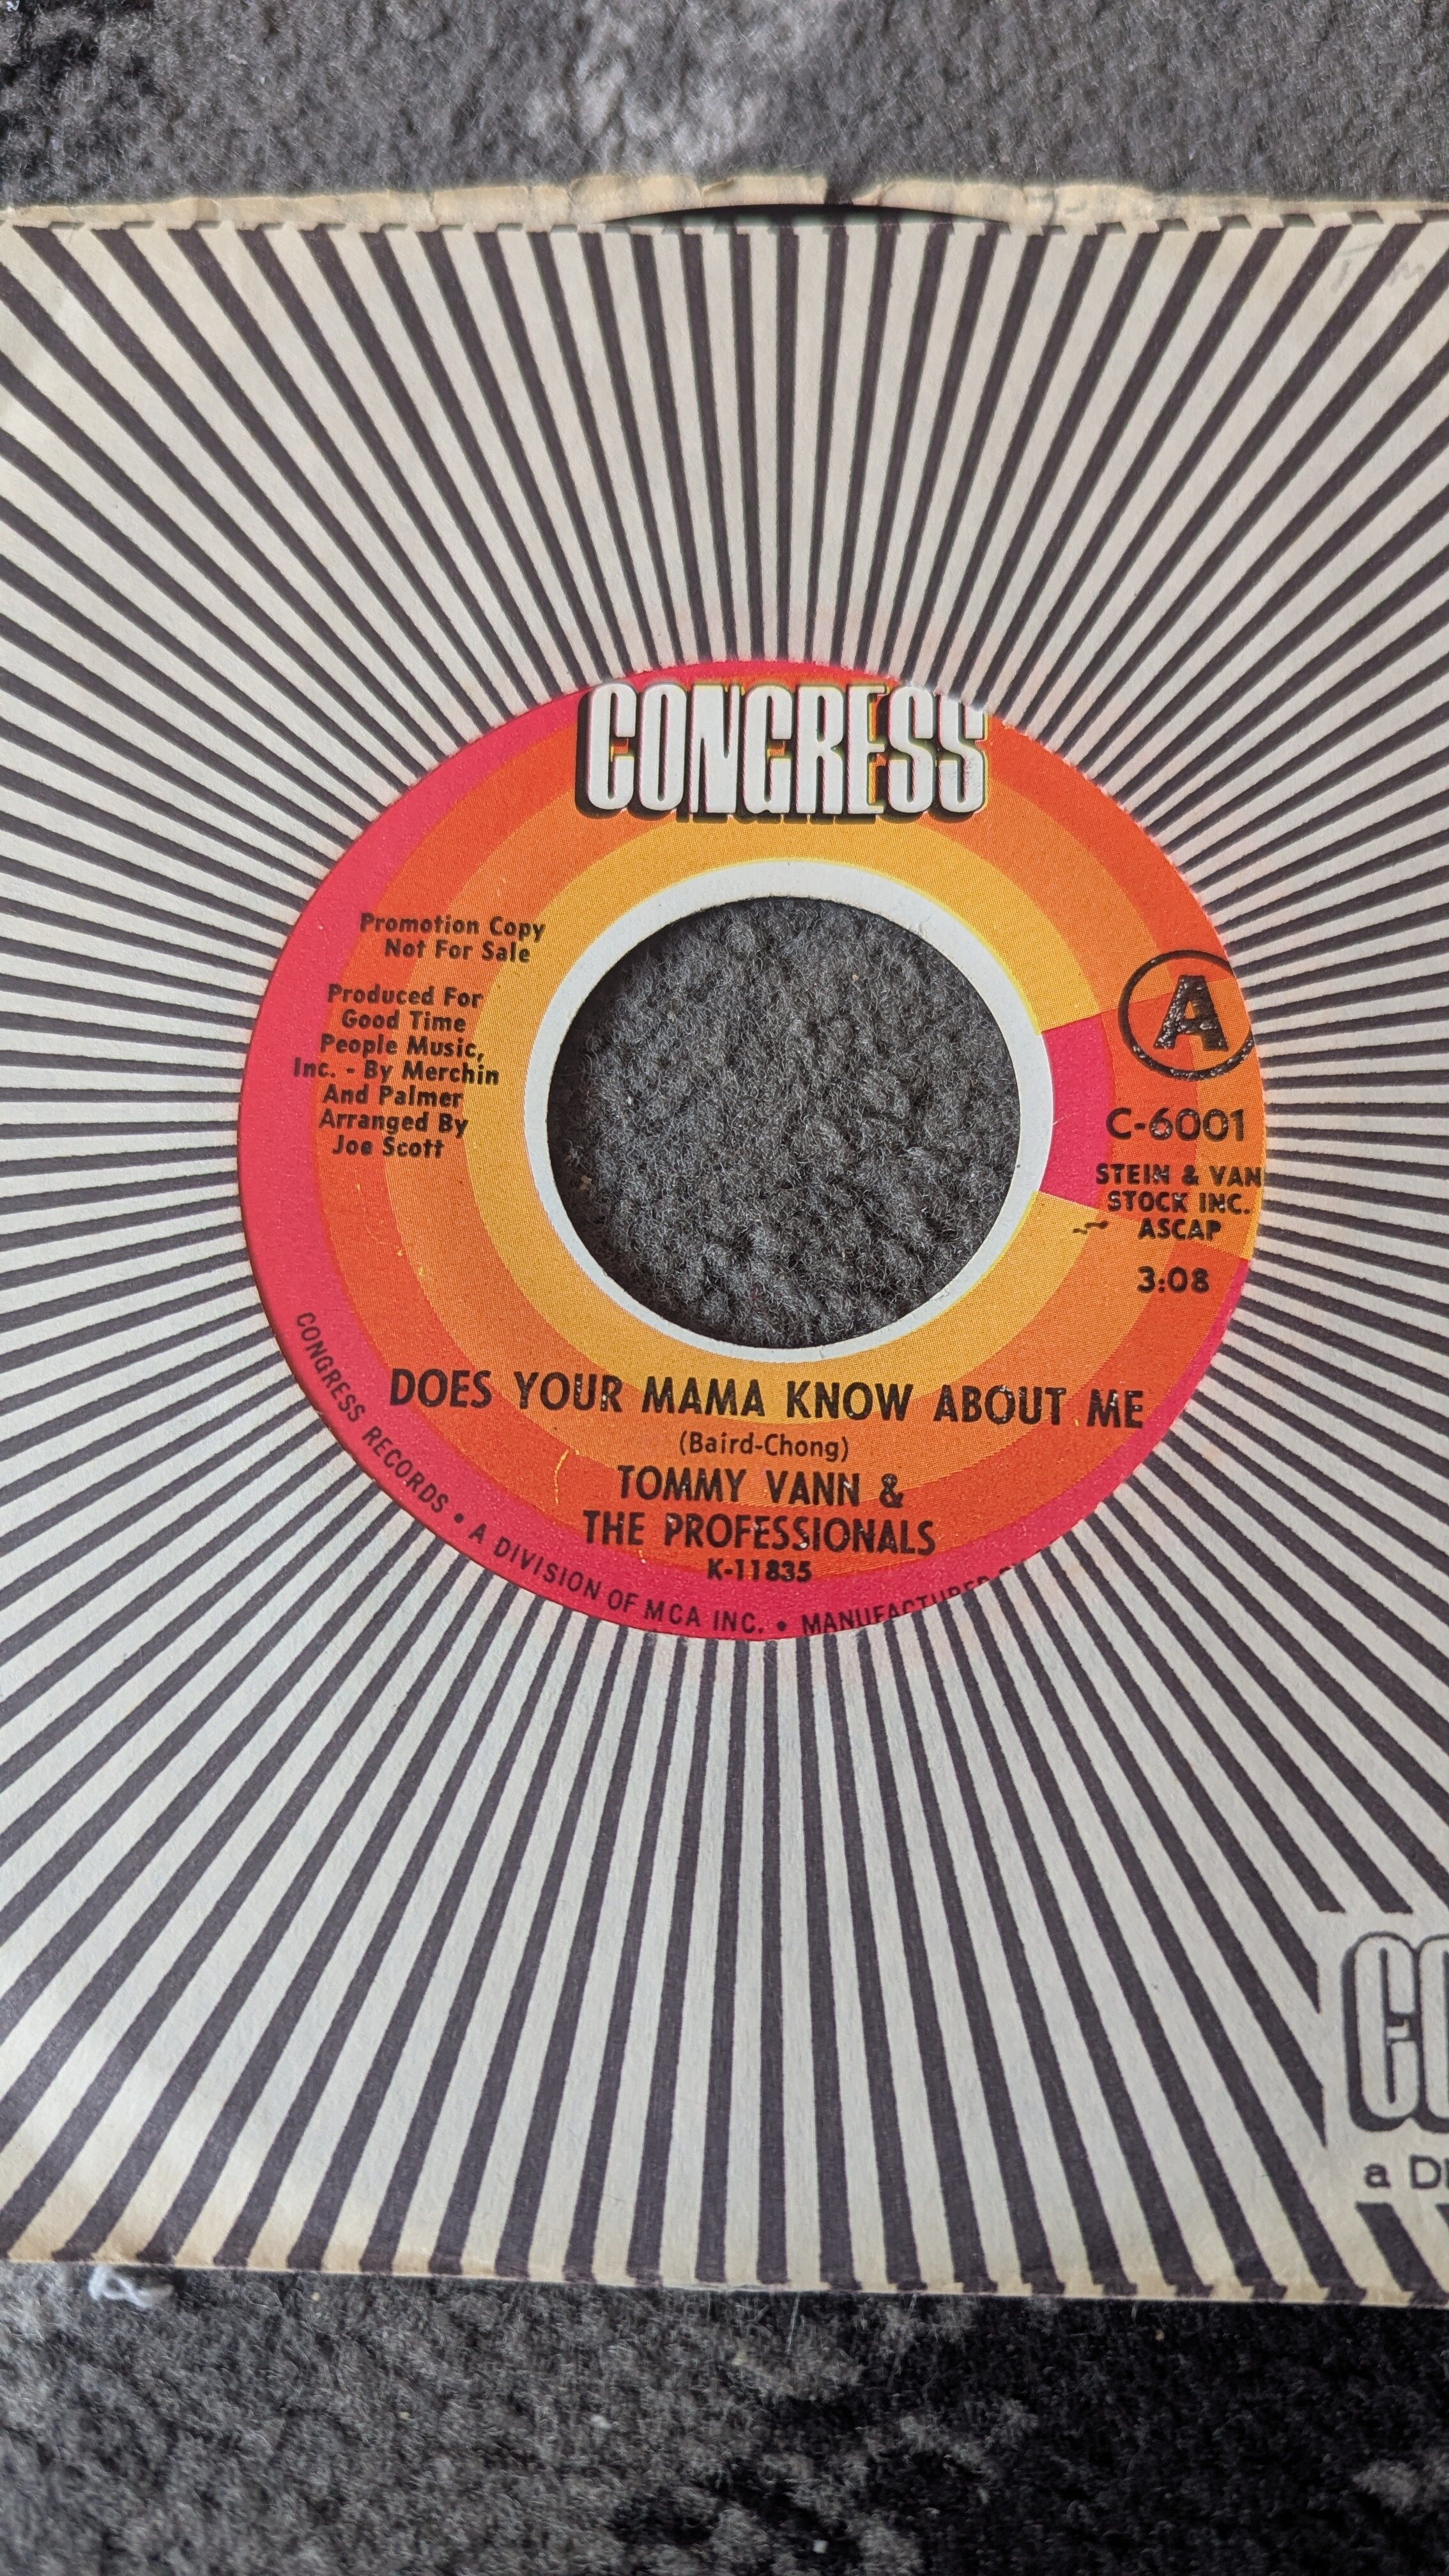 CONGRESS
Promotion Copy
Not For Sale
Produced For
Good Time
People Music,
Inc. - By Merchin
And Palmer
Arranged By
Joe Scott
A
C-6001
STEIN & VAN
STOCK INC.
ASCAP
3:08
DOES YOUR MAMA KNOW ABOUT ME
(Baird-Chong)
TOMMY VANN &
THE PROFESSIONALS
K-11835
CONGRESS RECORDS • A DIVISION OF MCA INC. • MANUFACTURED
a